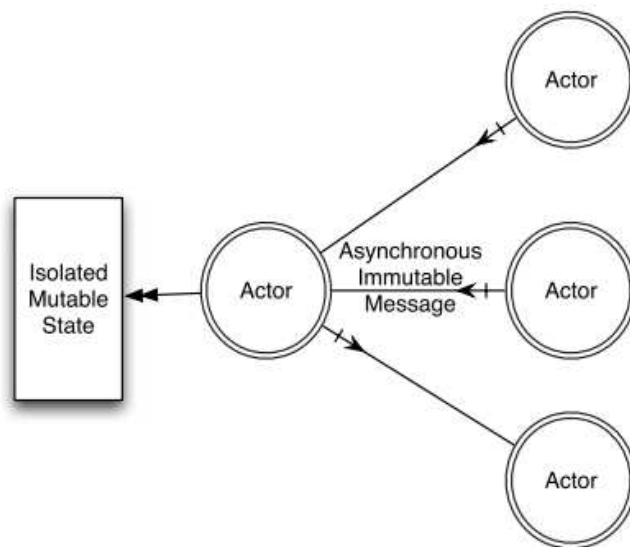 Actor
Asynchronous
Immutable
Message
Isolated
Mutable
State
Actor
Actor
Actor